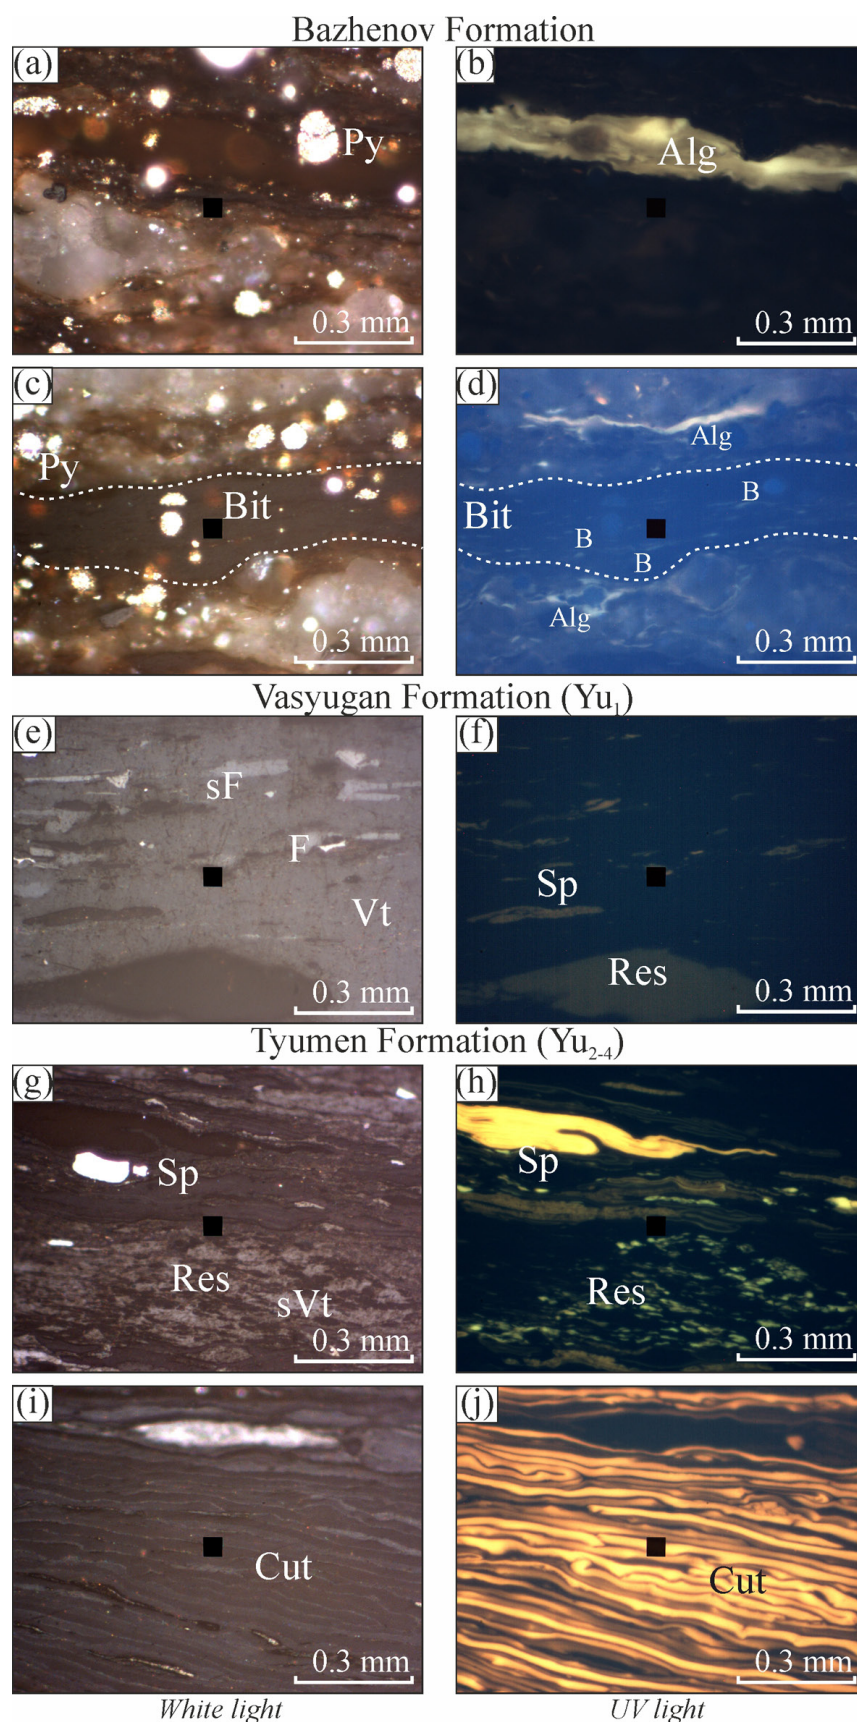 Bazhenov Formation
(a)
Py
0.3 mm
(b)
Alg
0.3 mm
(c)
Py
Bit
0.3 mm
(d)
Alg
B
Bit
B
B
Alg
0.3 mm
Vasyugan Formation (Yu₁)
(e)
sF
F
Vt
0.3 mm
(f)
Sp
Res
0.3 mm
Tyumen Formation (Yu₂₋₄)
(g)
Sp
Res
sVt
0.3 mm
(h)
Sp
Res
0.3 mm
(i)
Cut
0.3 mm
(j)
Cut
0.3 mm
White light
UV light